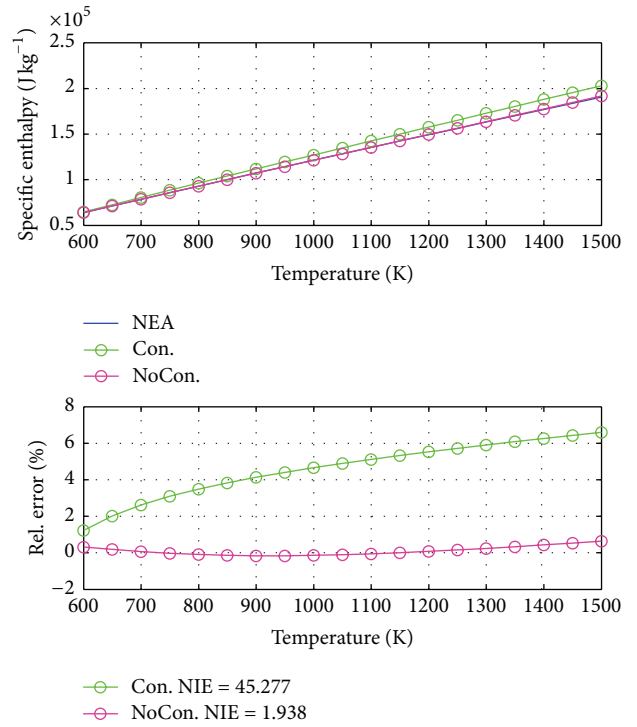 ×10⁵
2.5
2
1.5
1
0.5
Specific enthalpy (J kg⁻¹)
600 700 800 900 1000 1100 1200 1300 1400 1500
Temperature (K)
NEA
Con.
NoCon.
8
6
4
2
0
−2
Rel. error (%)
600 700 800 900 1000 1100 1200 1300 1400 1500
Temperature (K)
Con. NIE = 45.277
NoCon. NIE = 1.938